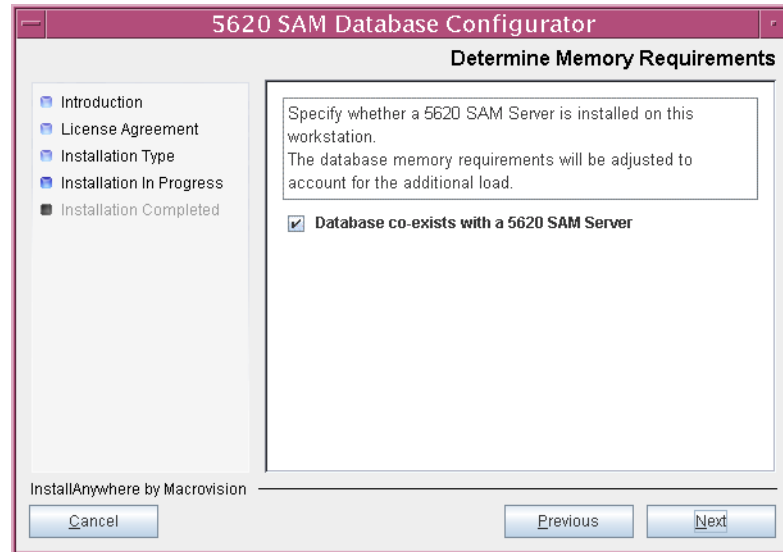 5620 SAM Database Configurator
Determine Memory Requirements
Introduction
License Agreement
Installation Type
Installation In Progress
Installation Completed
Specify whether a 5620 SAM Server is installed on this
workstation.
The database memory requirements will be adjusted to
account for the additional load.
Database co-exists with a 5620 SAM Server
InstallAnywhere by Macrovision
Cancel
Previous
Next